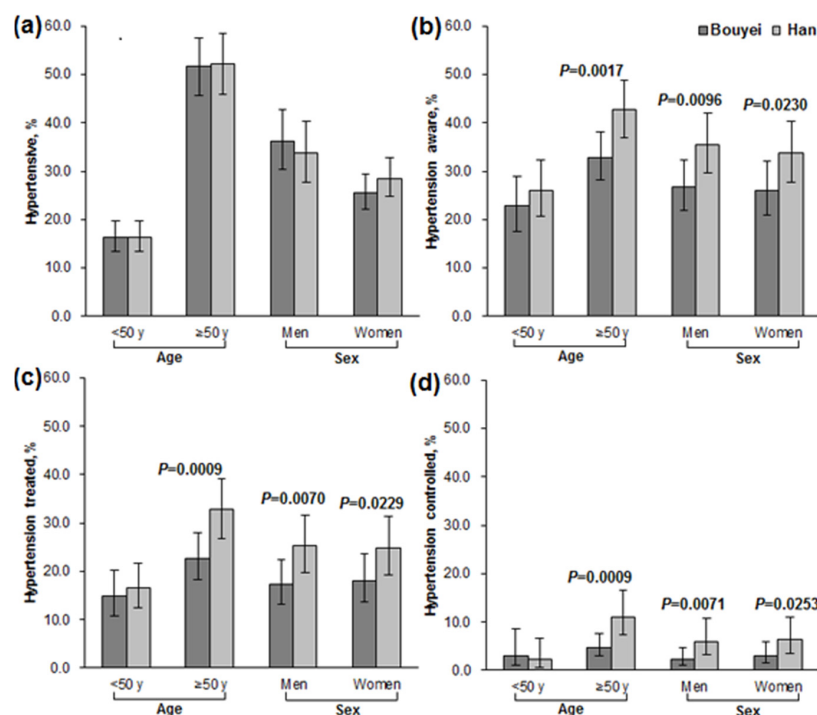 (a)
Hypertensive, %
60.0
50.0
40.0
30.0
20.0
10.0
0.0
<50 y ≥50 y Men Women
Age Sex
(b)
Bouyei Han
Hypertension aware, %
60.0
50.0
40.0
30.0
20.0
10.0
0.0
P=0.0017
P=0.0096
P=0.0230
<50 y ≥50 y Men Women
Age Sex
(c)
Hypertension treated, %
60.0
50.0
40.0
30.0
20.0
10.0
0.0
P=0.0009
P=0.0070
P=0.0229
<50 y ≥50 y Men Women
Age Sex
(d)
Hypertension controlled, %
60.0
50.0
40.0
30.0
20.0
10.0
0.0
P=0.0009
P=0.0071
P=0.0253
<50 y ≥50 y Men Women
Age Sex